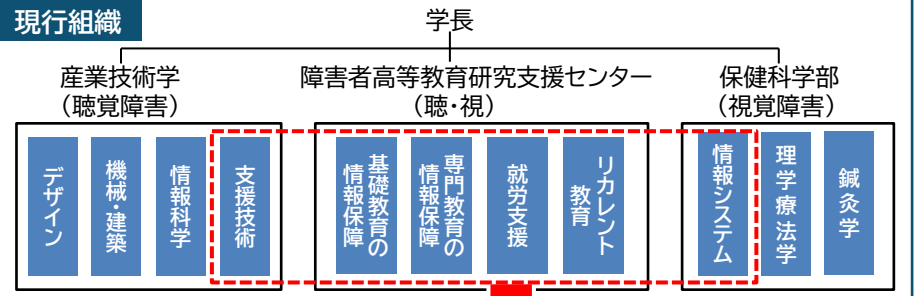 現行組織
学長
産業技術学
（聴覚障害）
障害者高等教育研究支援センター
（聴・視）
保健科学部
（視覚障害）
デザイン
機械・建築
情報科学
支援技術
基礎教育の
情報保障
専門教育の
情報保障
就労支援
リカレント
教育
情報システム
理学療法学
鍼灸学